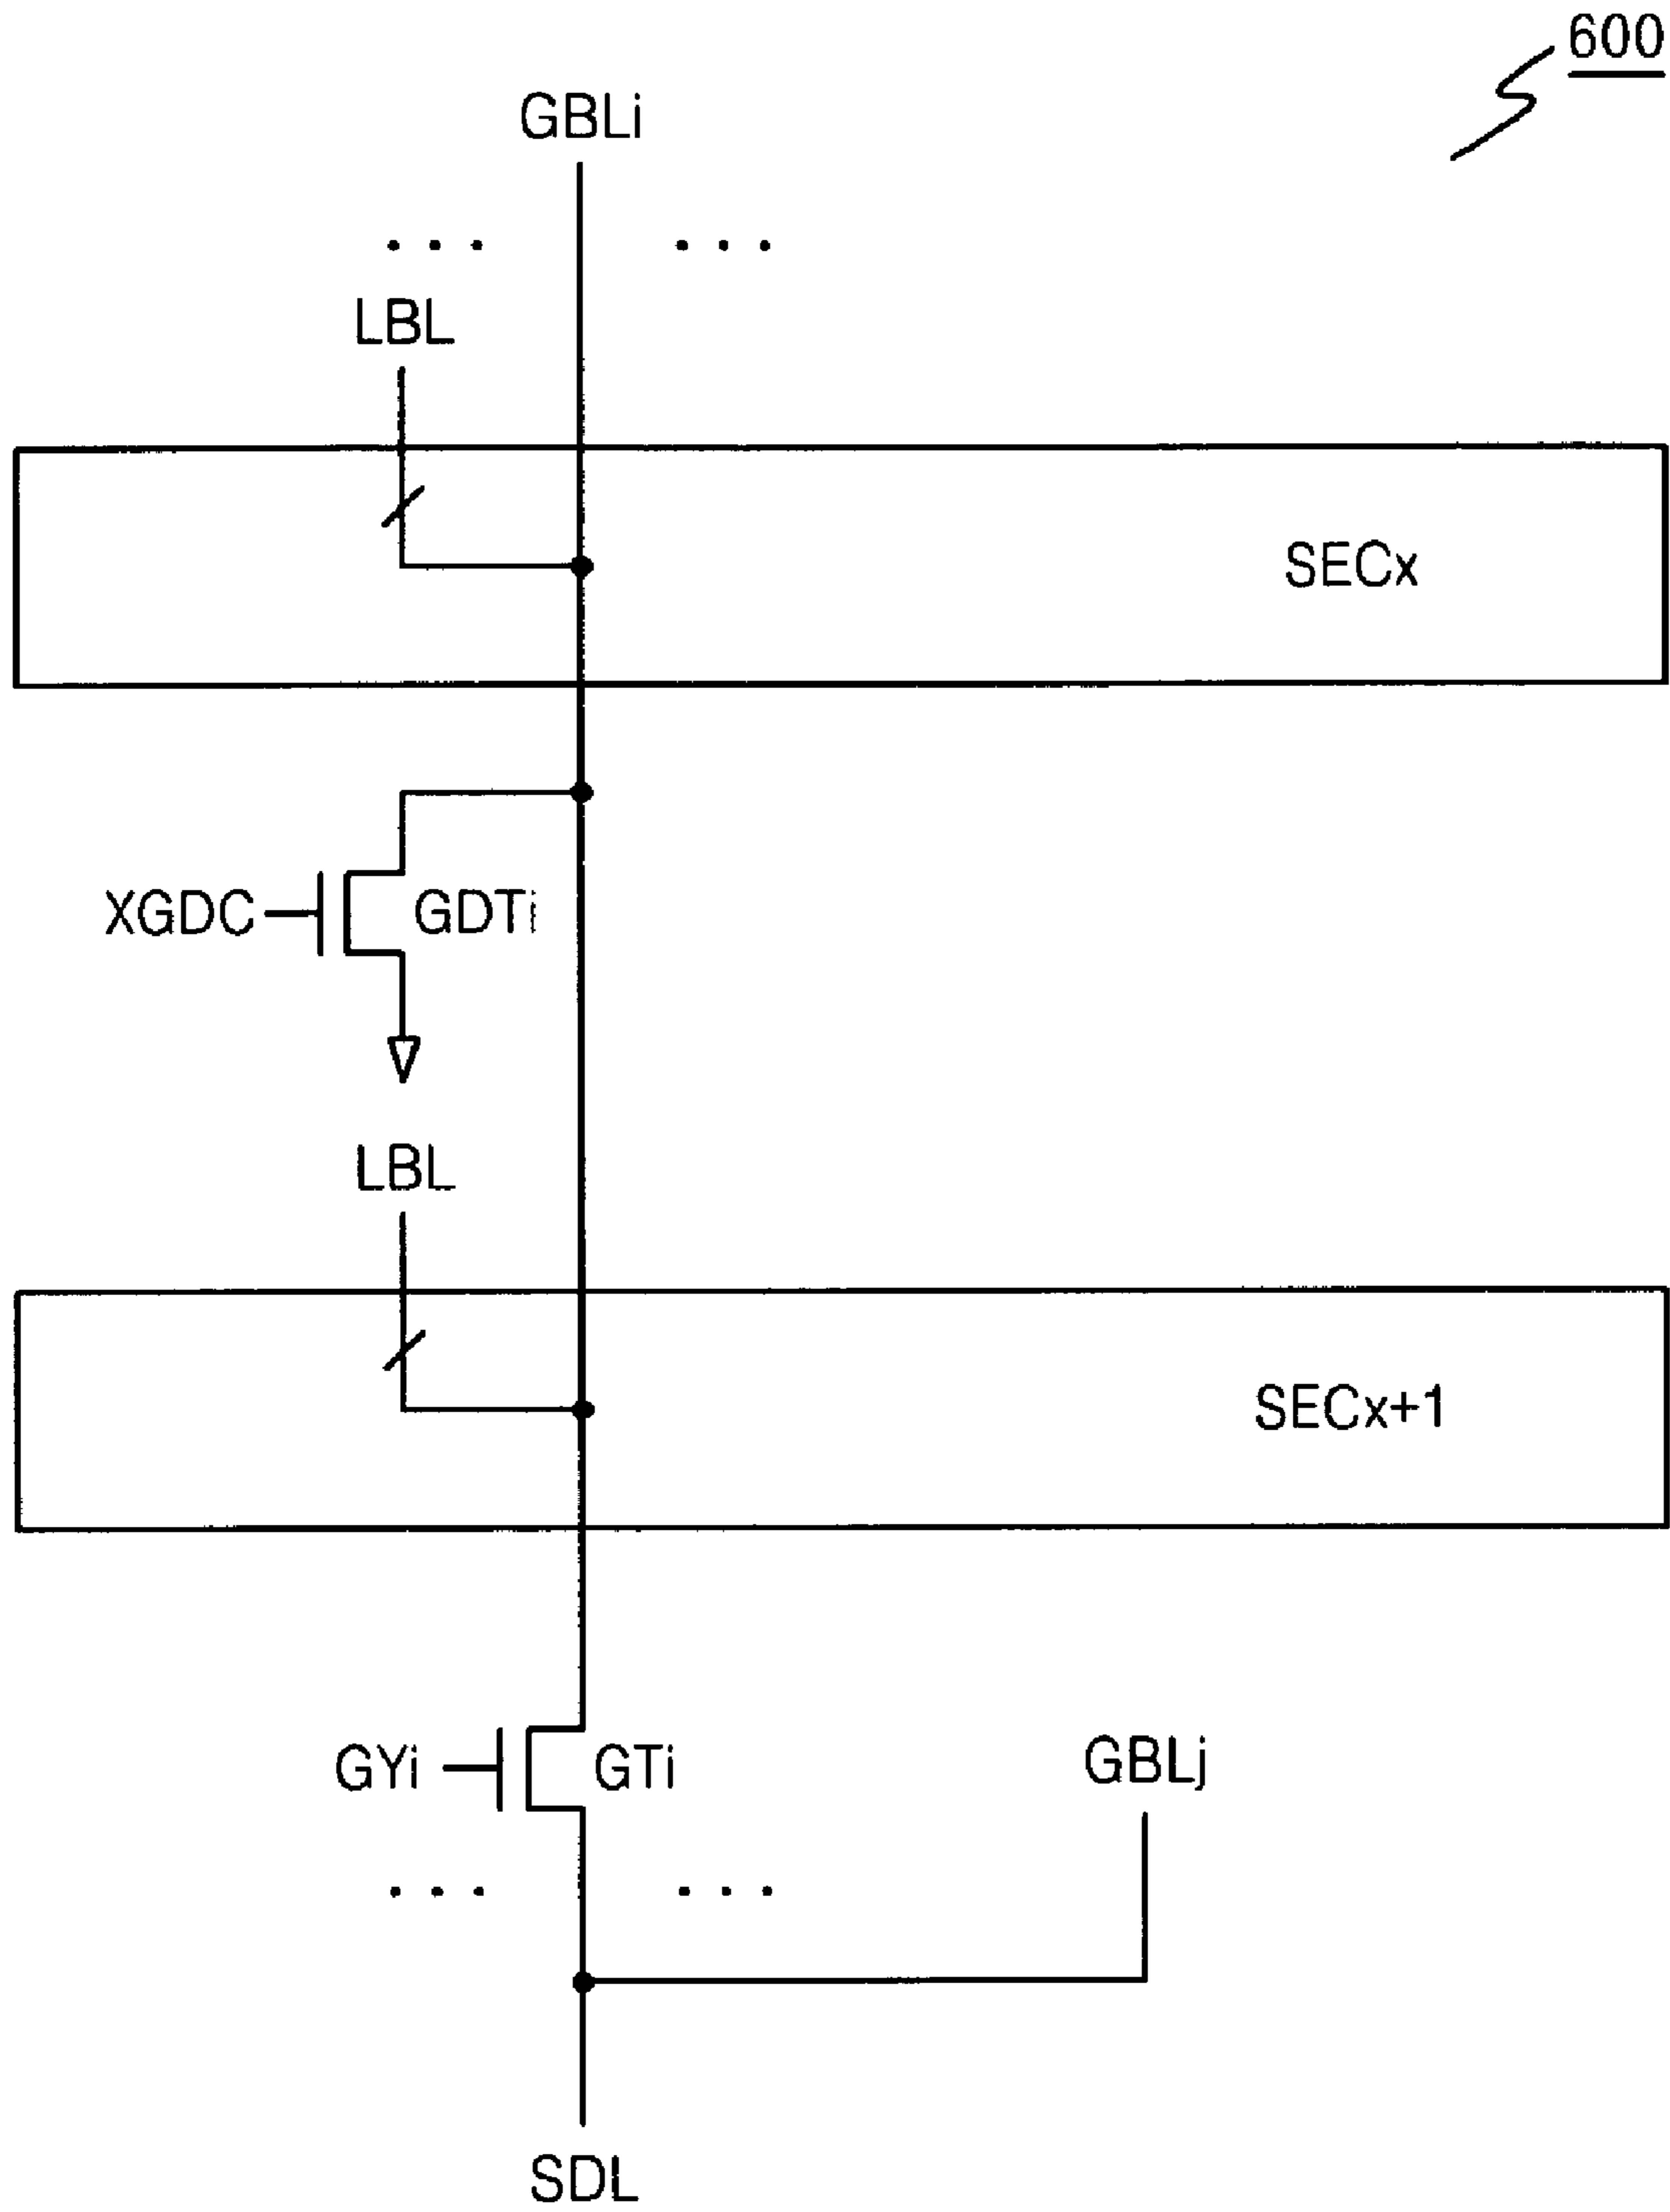 600
GBLi
LBL
SECx
XGDC
GDTi
LBL
SECx+1
GYi
GTi
GBLj
SDL